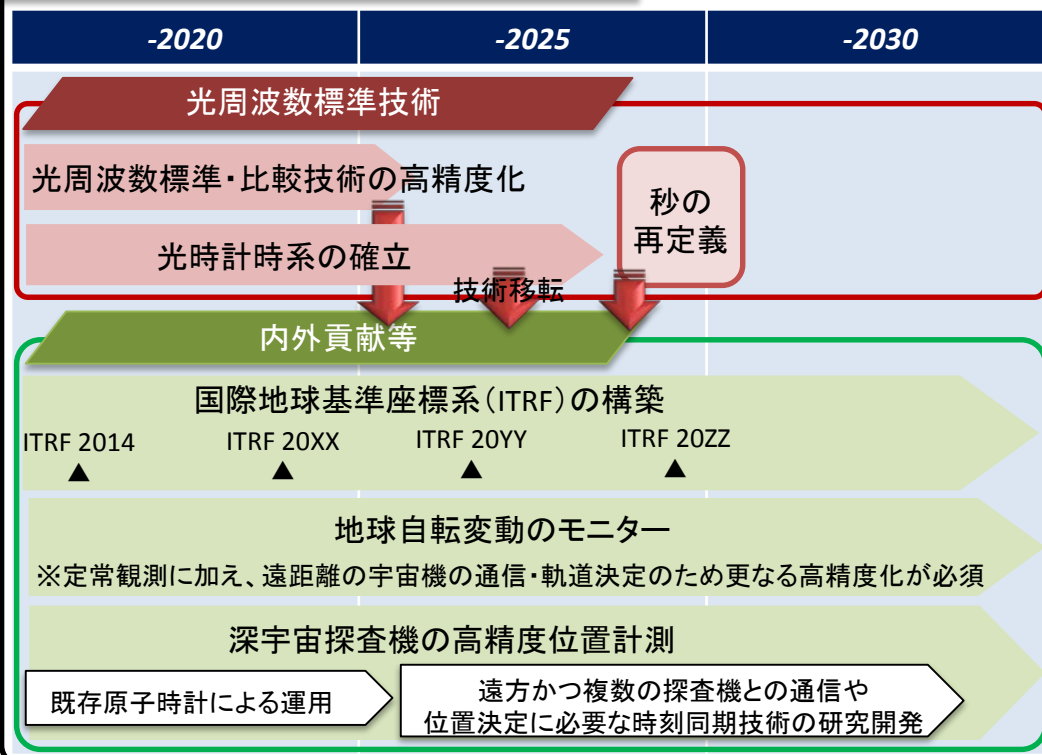 -2020
-2025
-2030
光周波数標準技術
光周波数標準・比較技術の高精度化
秒の
再定義
光時計時系の確立
技術移転
内外貢献等
国際地球基準座標系(ITRF)の構築
ITRF 2014
ITRF 20XX
ITRF 20YY
ITRF 20ZZ
▲
▲
▲
▲
地球自転変動のモニター
※定常観測に加え、遠距離の宇宙機の通信・軌道決定のため更なる高精度化が必須
深宇宙探査機の高精度位置計測
既存原子時計による運用
遠方かつ複数の探査機との通信や
位置決定に必要な時刻同期技術の研究開発